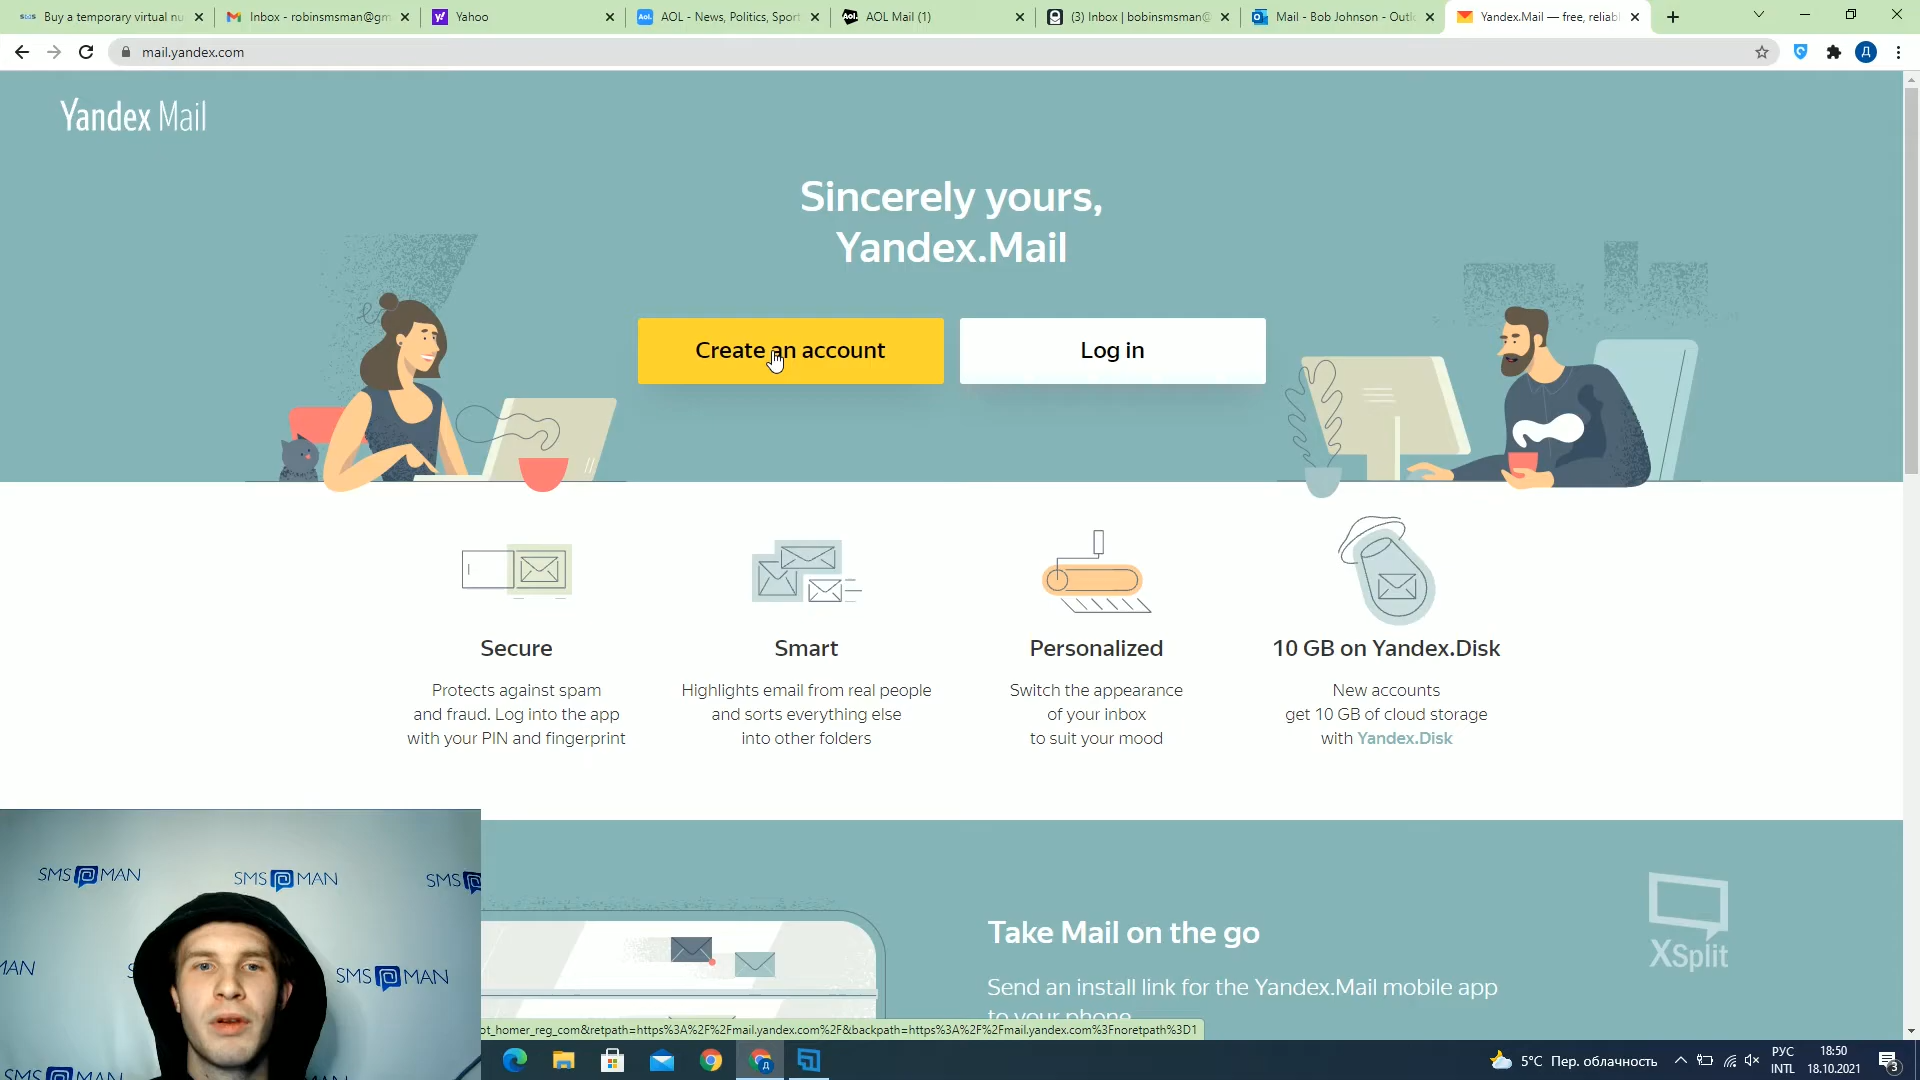 Buy a temporary virtual nu
Inbox - robinsmsman@gm
Yahoo
AOL - News, Politics, Sport
AOL Mail (1)
(3) Inbox | bobinsmsman@
Mail - Bob Johnson - Outlo
Yandex.Mail — free, reliab
mail.yandex.com
Д
Yandex Mail
Sincerely yours,
Yandex.Mail
Create an account
Log in
Secure
Protects against spam
and fraud. Log into the app
with your PIN and fingerprint
Smart
Highlights email from real people
and sorts everything else
into other folders
Personalized
Switch the appearance
of your inbox
to suit your mood
10 GB on Yandex.Disk
New accounts
get 10 GB of cloud storage
with Yandex.Disk
SMS MAN
SMS MAN
SMS
MAN
SMS MAN
SMS MAN
XSplit
Take Mail on the go
Send an install link for the Yandex.Mail mobile app
to your phone
ot_homer_reg_com&retpath=https%3A%2F%2Fmail.yandex.com%2F&backpath=https%3A%2F%2Fmail.yandex.com%3Fnoretpath%3D1
5°C Пер. облачность
РУС
INTL
18:50
18.10.2021
3